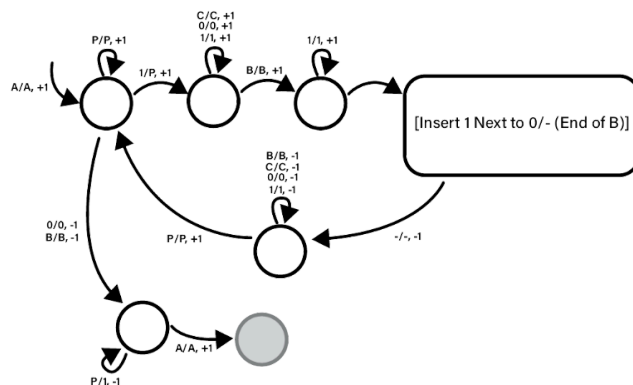 C/C, +1
0/0, +1
1/1, +1
P/P, +1
1/1, +1
A/A, +1
1/P, +1
B/B, +1
[Insert 1 Next to 0/- (End of B)]
B/B, -1
C/C, -1
0/0, -1
1/1, -1
0/0, -1
B/B, -1
P/P, +1
-/-, -1
A/A, +1
P/1, -1